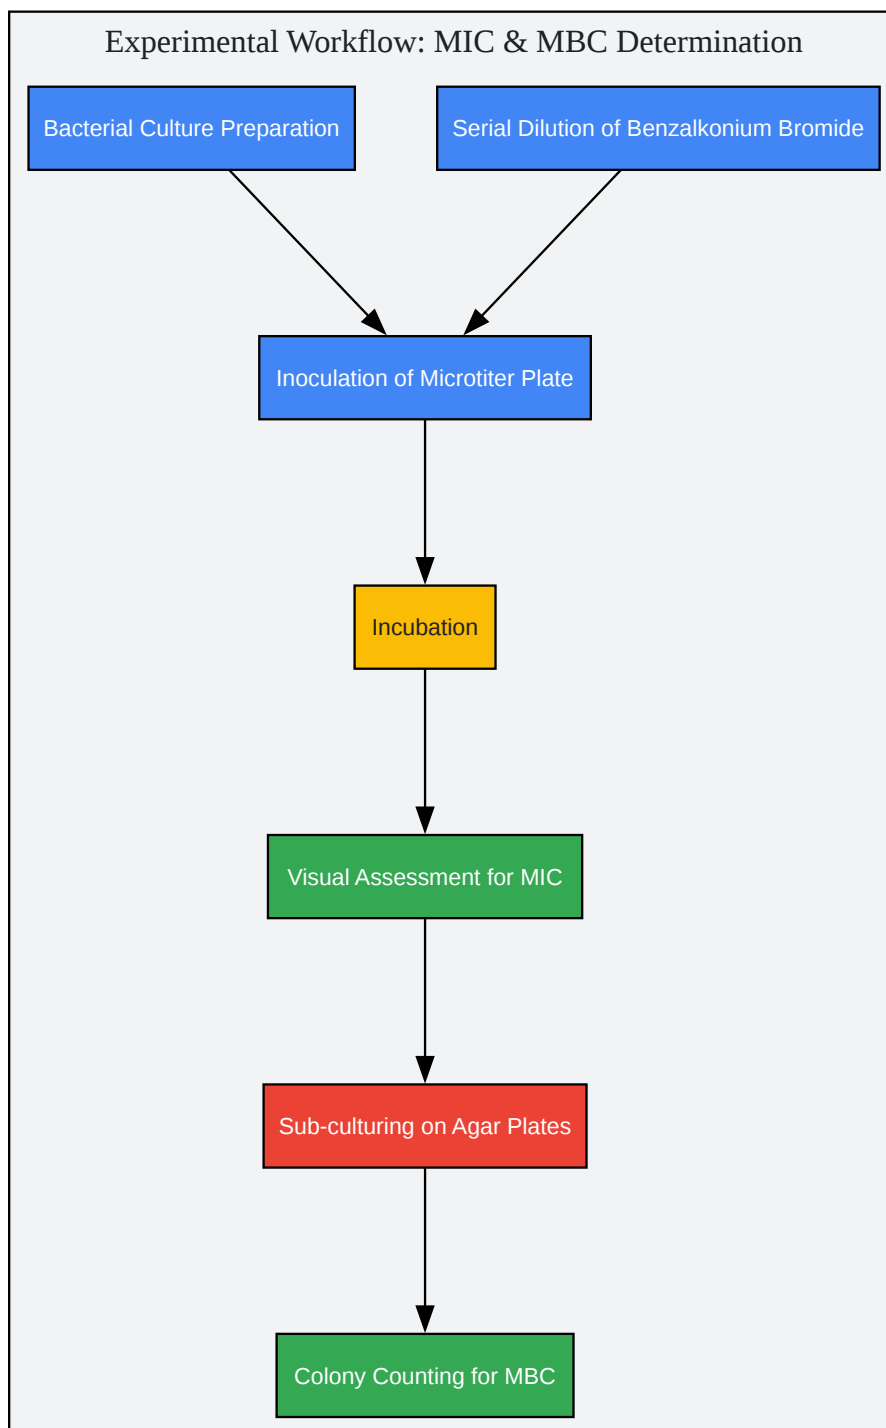 Experimental Workflow: MIC & MBC Determination
Bacterial Culture Preparation
Serial Dilution of Benzalkonium Bromide
Inoculation of Microtiter Plate
Incubation
Visual Assessment for MIC
Sub-culturing on Agar Plates
Colony Counting for MBC